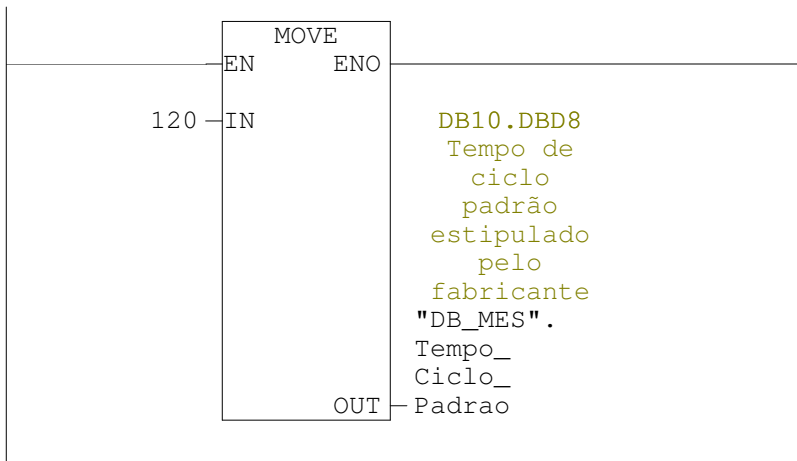 MOVE
EN ENO
120 IN
DB10.DBD8
Tempo de
ciclo
padrão
estipulado
pelo
fabricante
"DB_MES".
Tempo_
Ciclo_
OUT Padrao